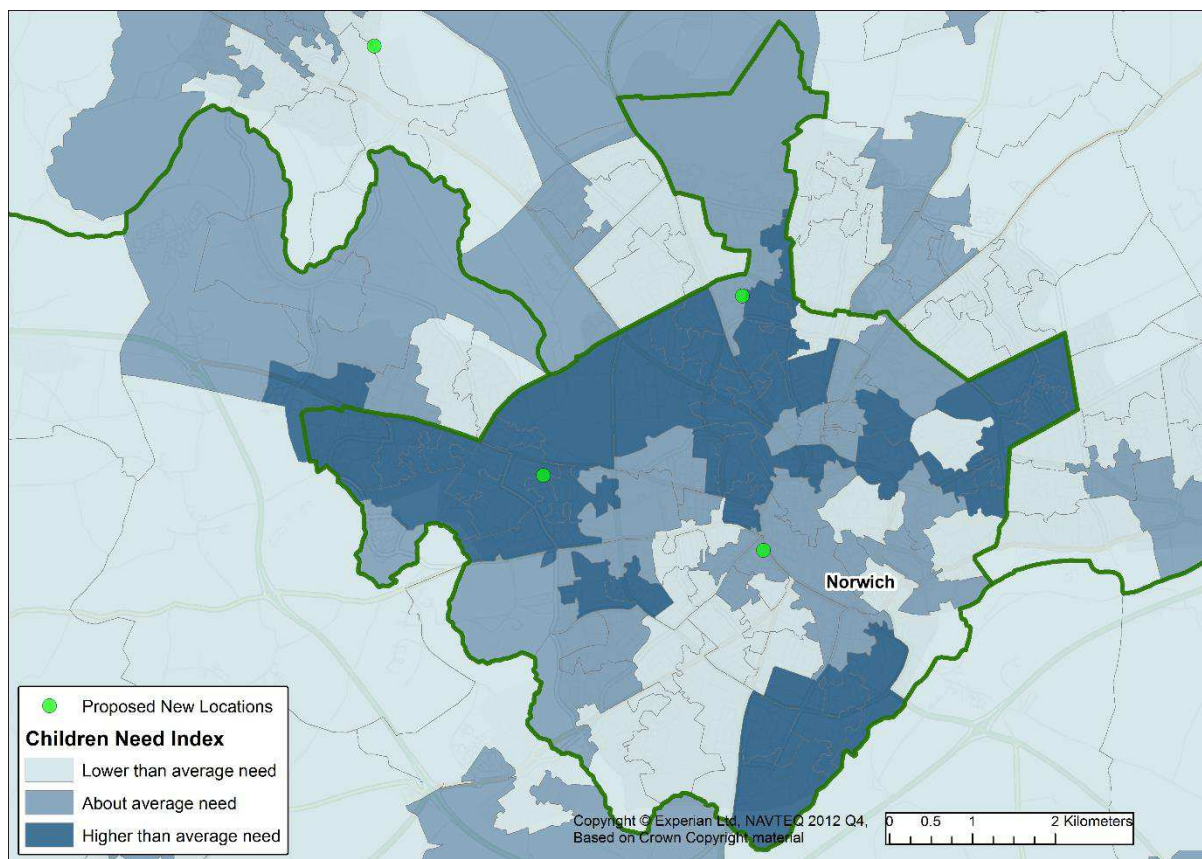 Norwich
Proposed New Locations
Children Need Index
Lower than average need
About average need
Higher than average need
Copyright © Experian Ltd, NAVTEQ 2012 Q4,
Based on Crown Copyright material
0 0.5 1 2 Kilometers